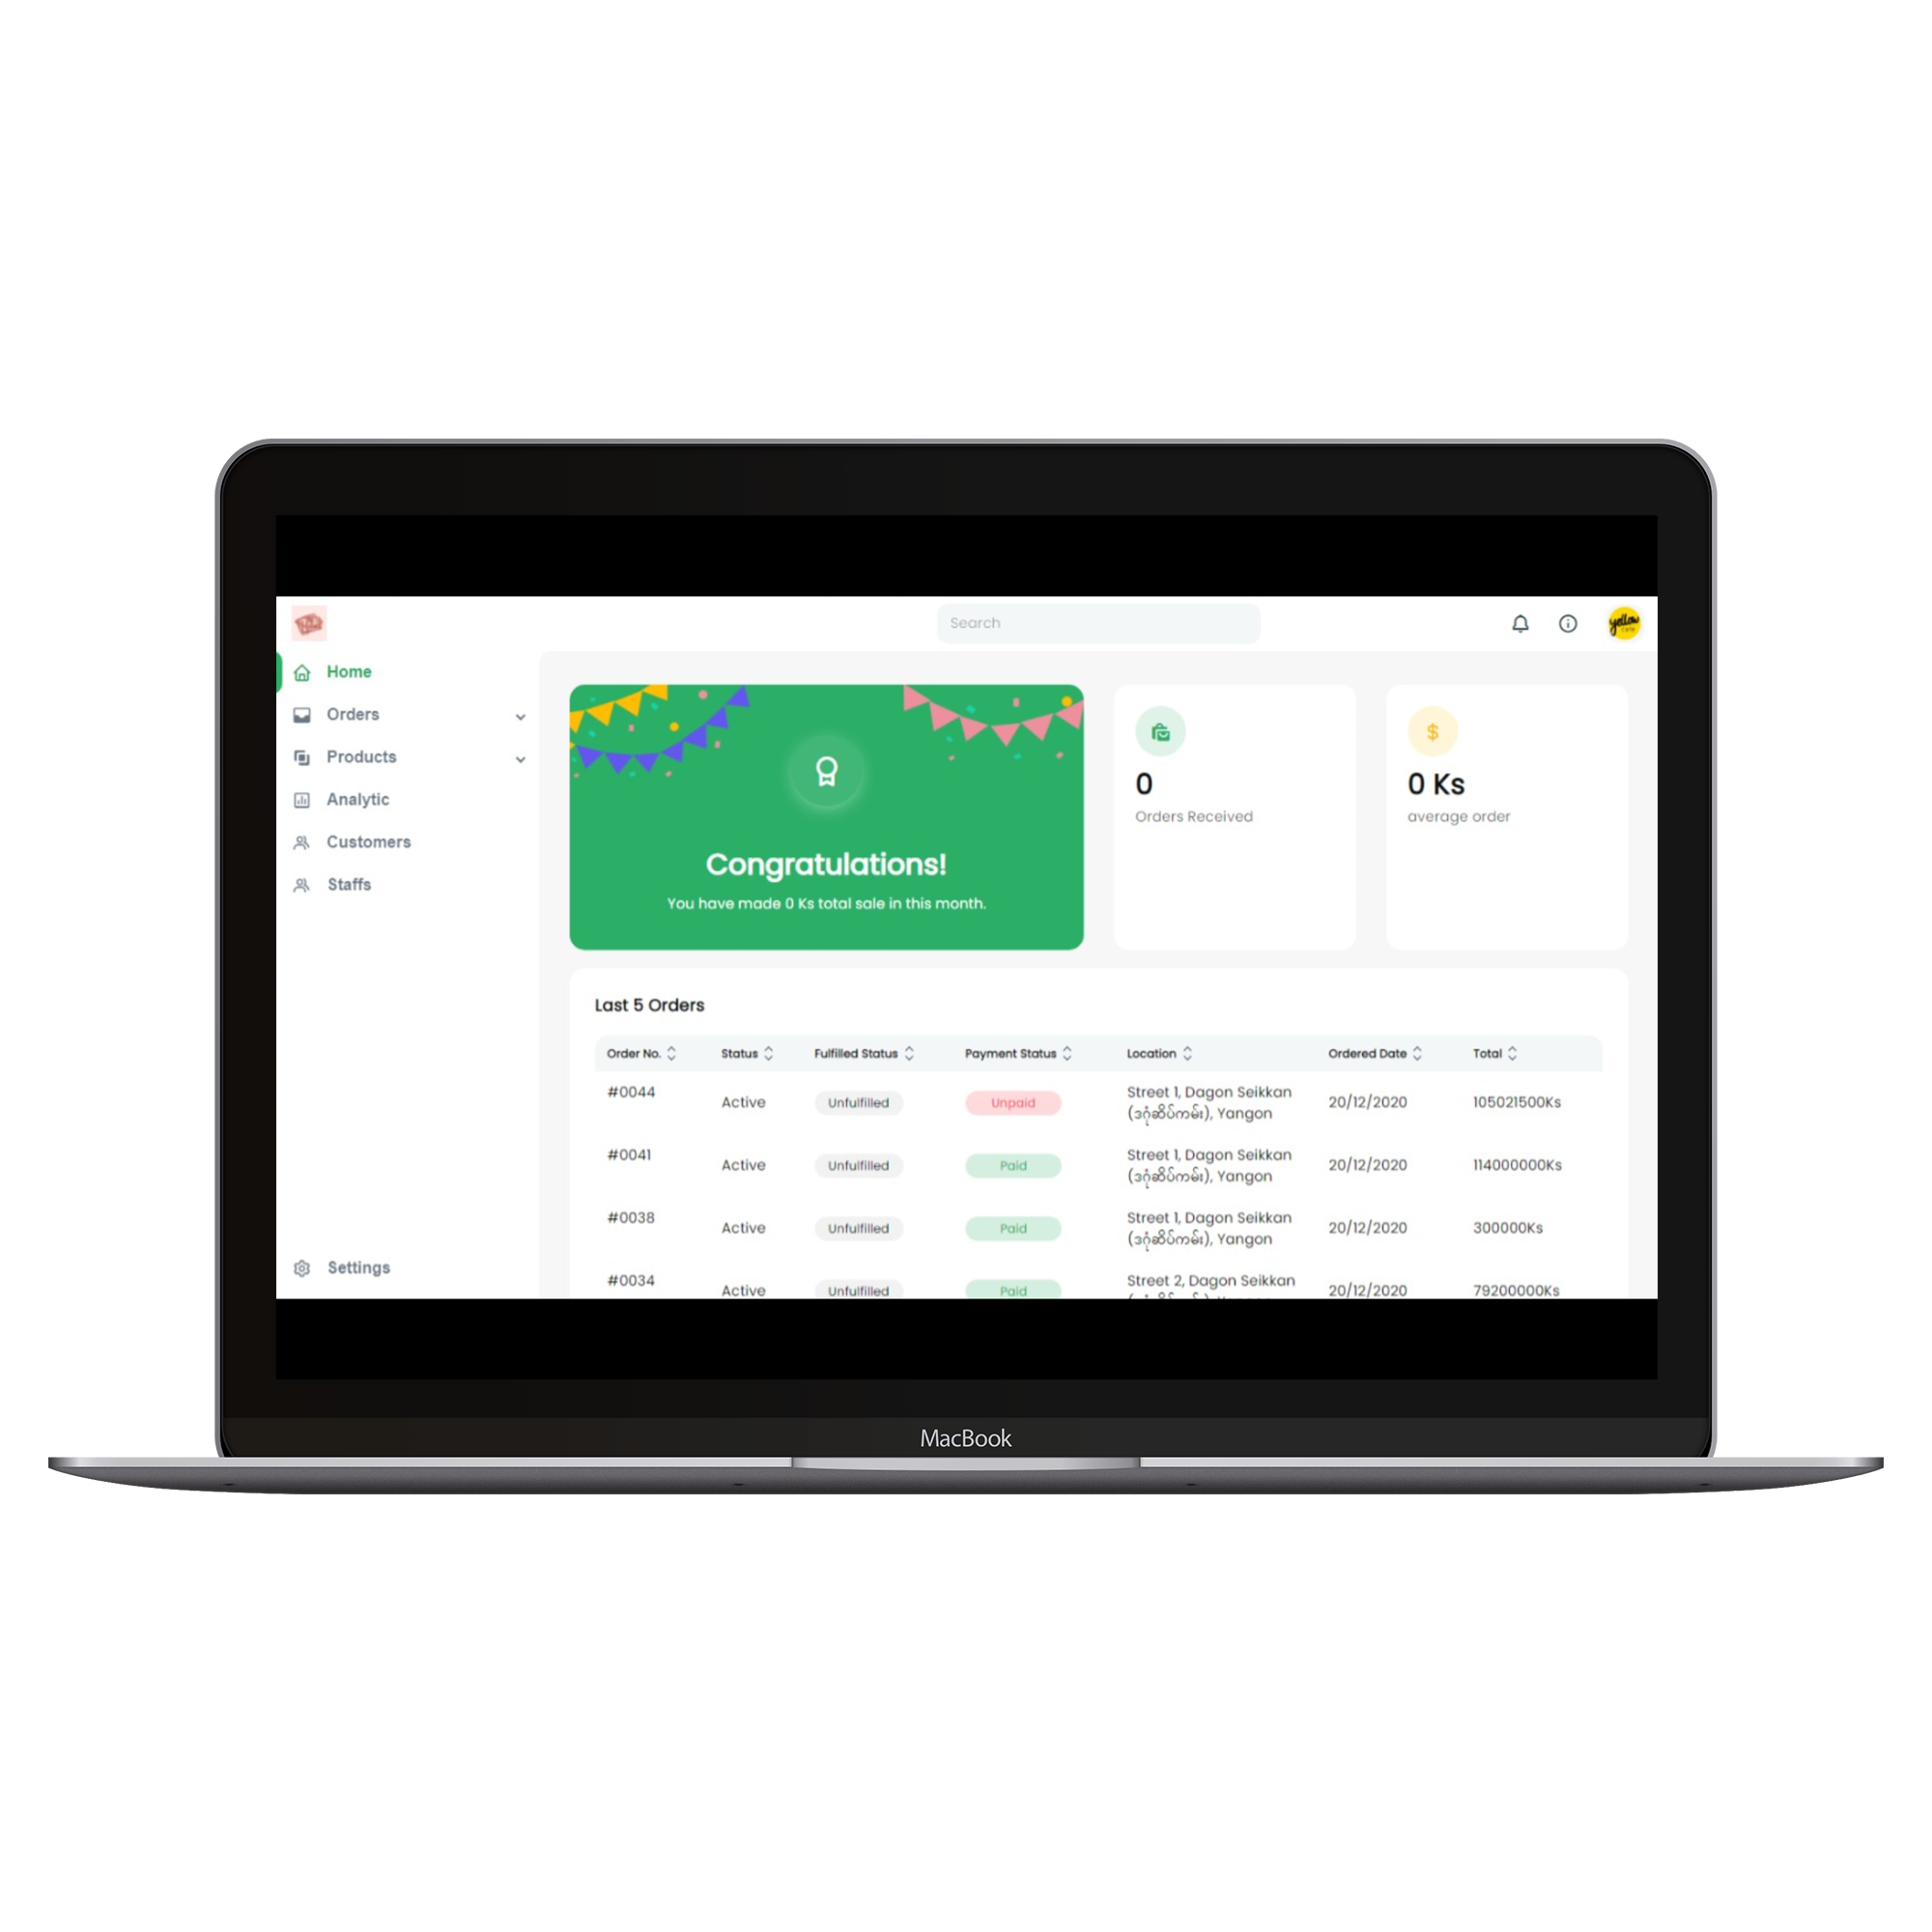 Search
yellow
Home
Orders
Products
Analytic
Customers
Staffs
Settings
Congratulations!
You have made 0 Ks total sale in this month.
0
Orders Received
$
0 Ks
average order
Last 5 Orders
Order No. Status Fulfilled Status Payment Status Location Ordered Date Total
#0044 Active Unfulfilled Unpaid Street 1, Dagon Seikkan 20/12/2020 105021500Ks
(ဒဂုံဆိပ်ကမ်း), Yangon
#0041 Active Unfulfilled Paid Street 1, Dagon Seikkan 20/12/2020 114000000Ks
(ဒဂုံဆိပ်ကမ်း), Yangon
#0038 Active Unfulfilled Paid Street 1, Dagon Seikkan 20/12/2020 300000Ks
(ဒဂုံဆိပ်ကမ်း), Yangon
#0034 Active Unfulfilled Paid Street 2, Dagon Seikkan 20/12/2020 79200000Ks
MacBook